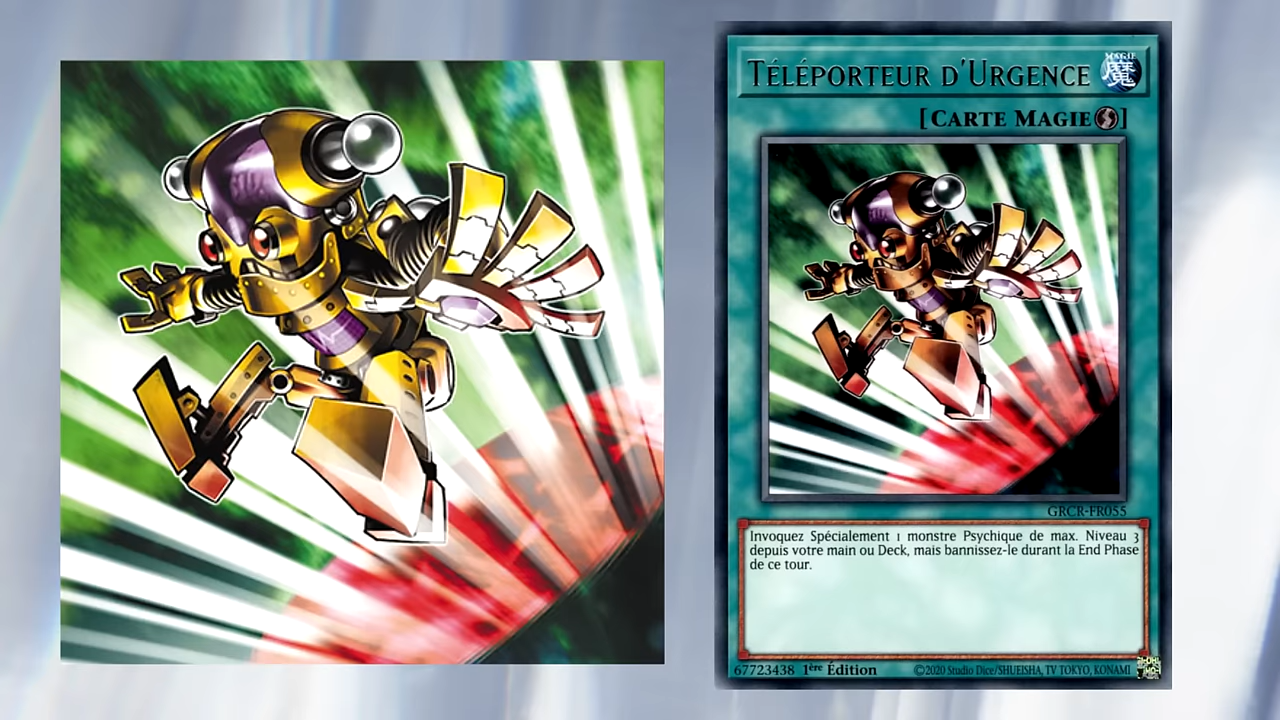 TÉLÉPORTEUR D'URGENCE
MAGIE
魔
[CARTE MAGIE]
GRCR-FR055
Invoquez Spécialement 1 monstre Psychique de max. Niveau 3
depuis votre main ou Deck, mais bannissez-le durant la End Phase
de ce tour.
67723438 1ère Édition ©2020 Studio Dice/SHUEISHA, TV TOKYO, KONAMI